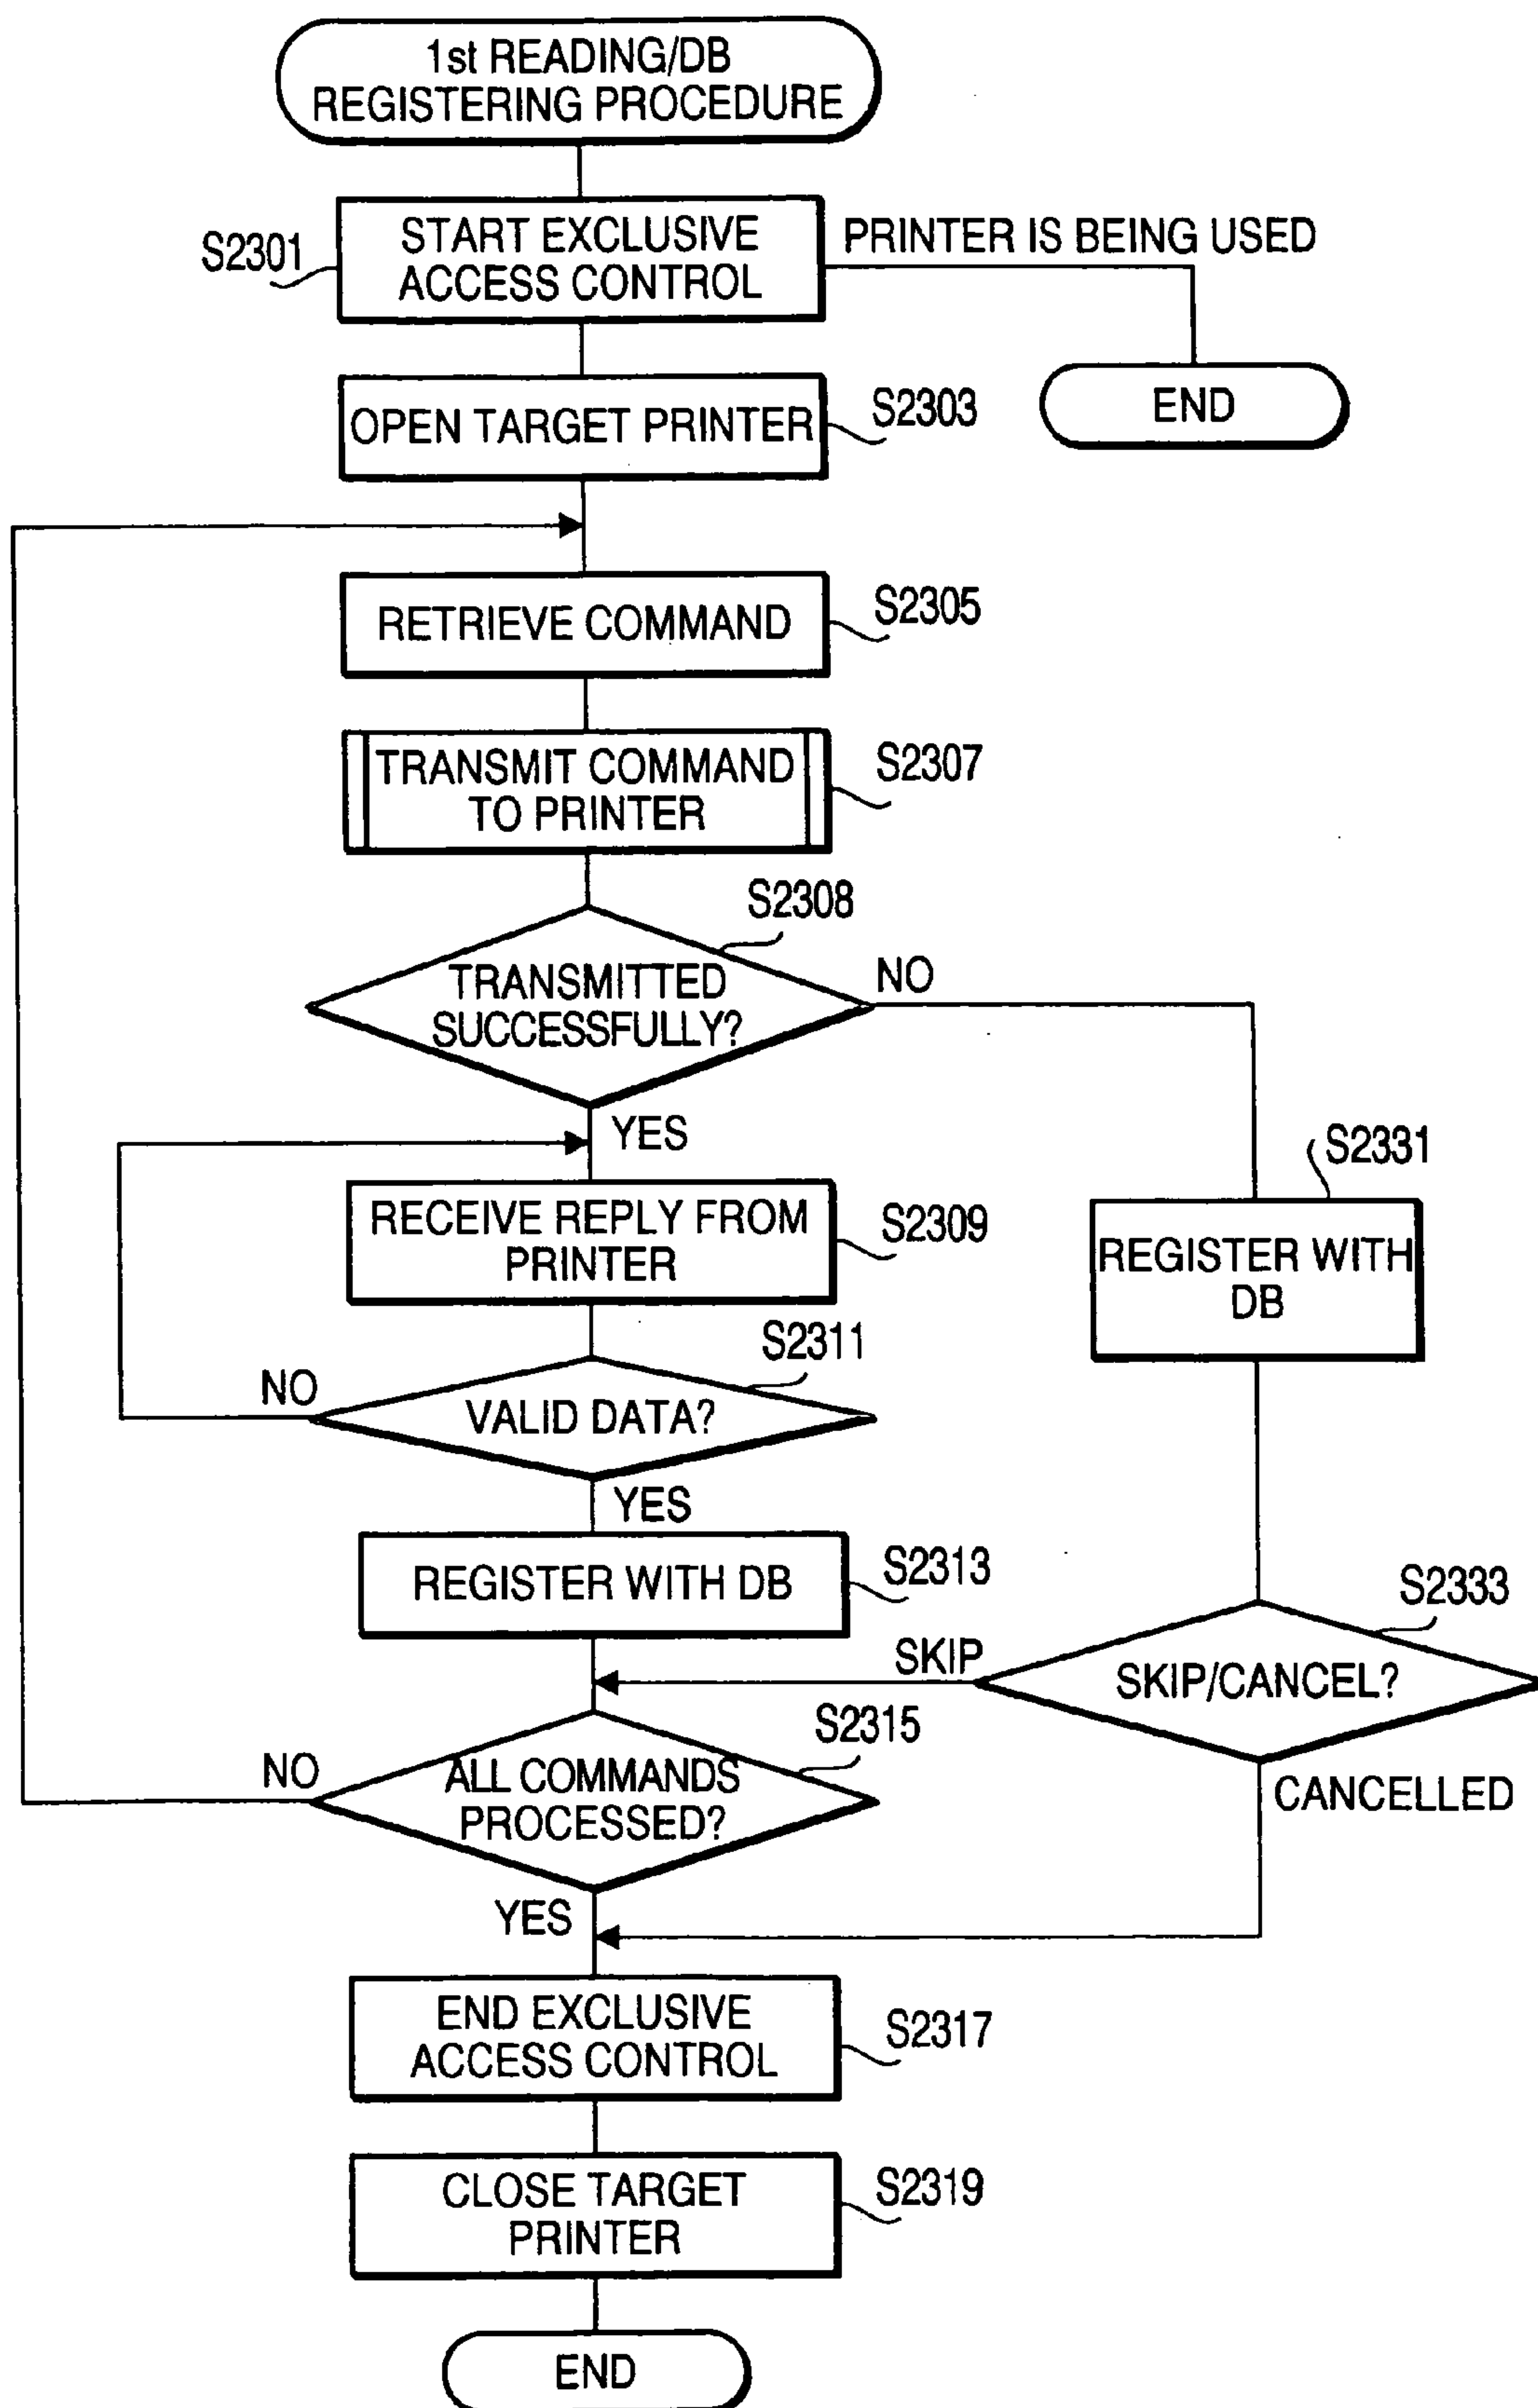 1st READING/DB
REGISTERING PROCEDURE
S2301
START EXCLUSIVE
ACCESS CONTROL
PRINTER IS BEING USED
END
OPEN TARGET PRINTER
S2303
RETRIEVE COMMAND
S2305
TRANSMIT COMMAND
TO PRINTER
S2307
S2308
TRANSMITTED
SUCCESSFULLY?
NO
YES
S2331
REGISTER WITH
DB
RECEIVE REPLY FROM
PRINTER
S2309
S2311
NO
VALID DATA?
YES
REGISTER WITH DB
S2313
S2333
SKIP
SKIP/CANCEL?
S2315
NO
ALL COMMANDS
PROCESSED?
CANCELLED
YES
END EXCLUSIVE
ACCESS CONTROL
S2317
CLOSE TARGET
PRINTER
S2319
END